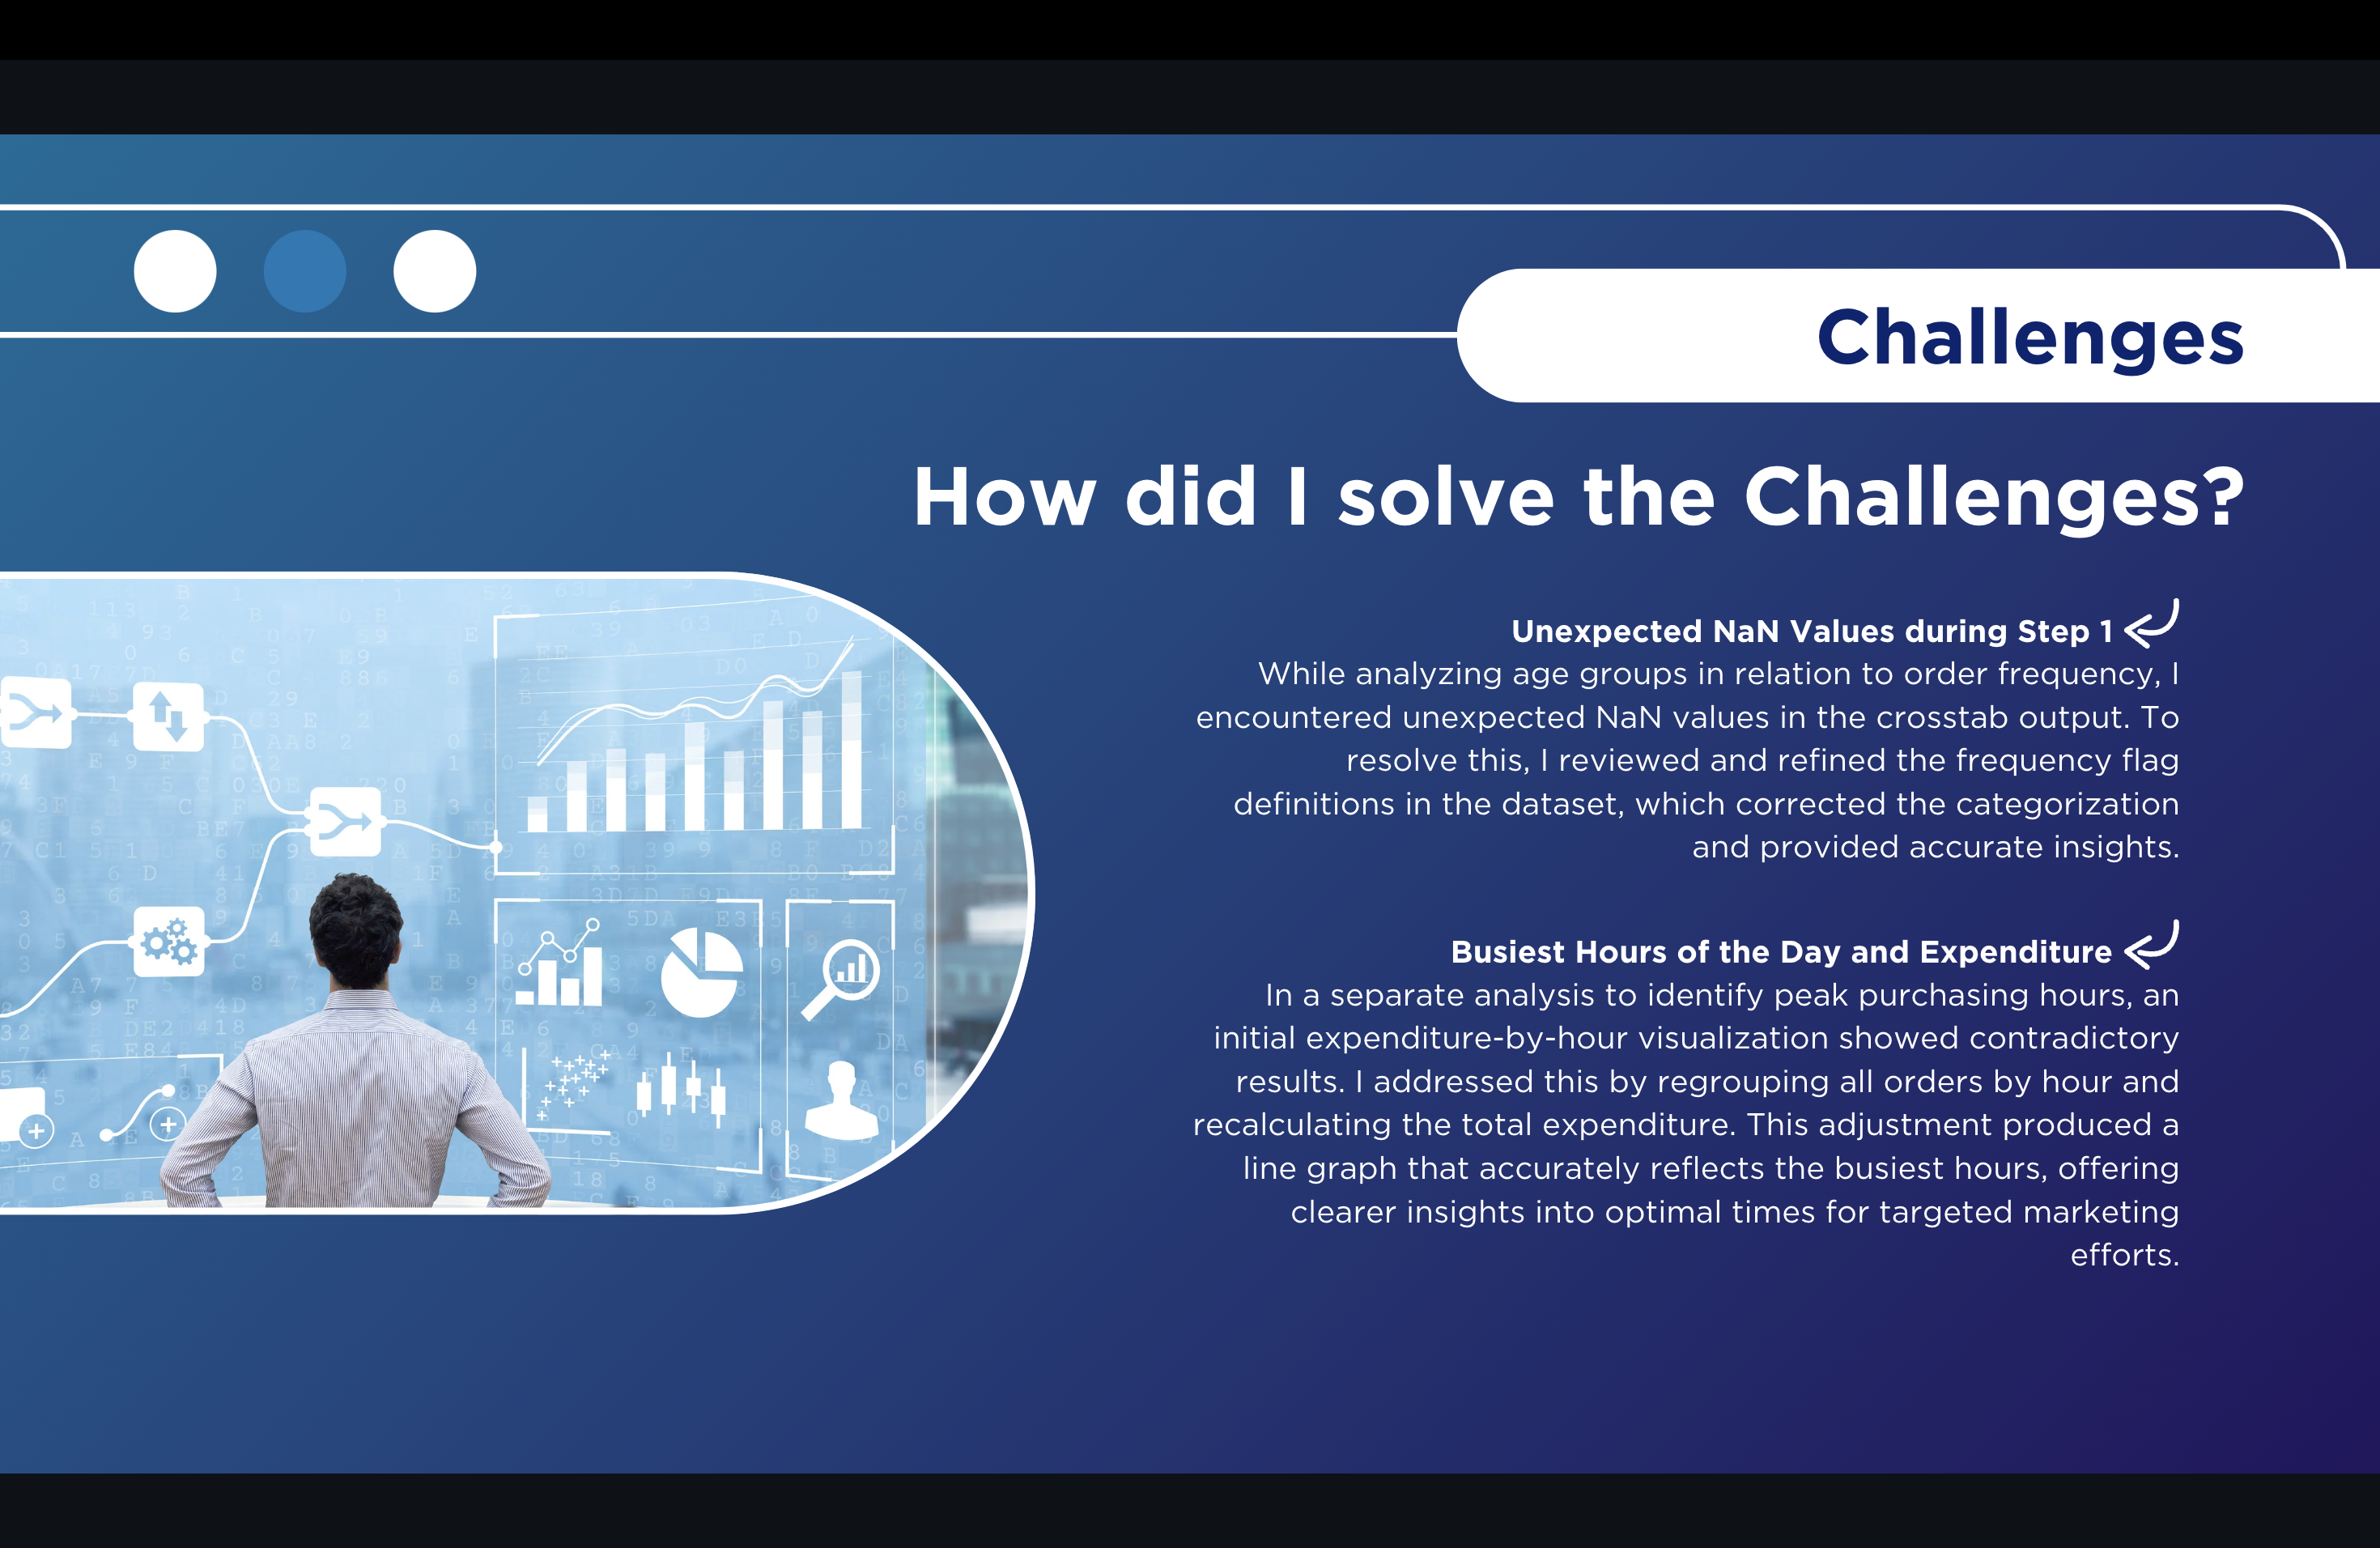 Challenges
How did I solve the Challenges?
Unexpected NaN Values during Step 1
While analyzing age groups in relation to order frequency, I
encountered unexpected NaN values in the crosstab output. To
resolve this, I reviewed and refined the frequency flag
definitions in the dataset, which corrected the categorization
and provided accurate insights.
Busiest Hours of the Day and Expenditure
In a separate analysis to identify peak purchasing hours, an
initial expenditure-by-hour visualization showed contradictory
results. I addressed this by regrouping all orders by hour and
recalculating the total expenditure. This adjustment produced a
line graph that accurately reflects the busiest hours, offering
clearer insights into optimal times for targeted marketing
efforts.